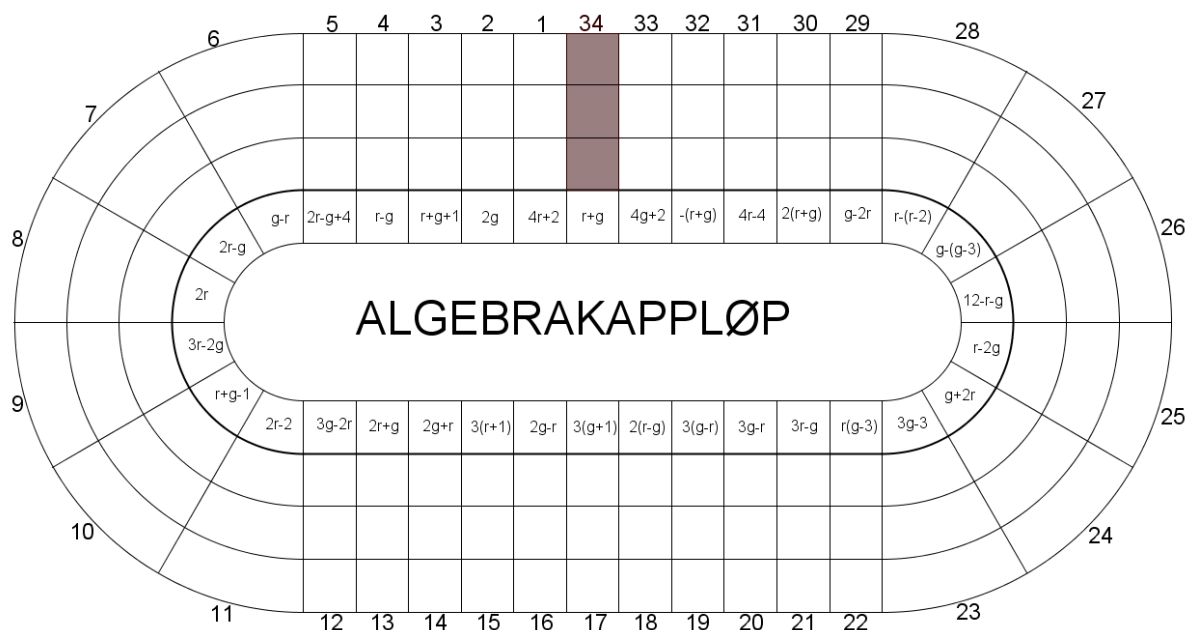 5 4 3 2 1 34 33 32 31 30 29
6 28
7 27
8 26
9 25
10 24
11 23
12 13 14 15 16 17 18 19 20 21 22
g-r 2r-g+4 r-g r+g+1 2g 4r+2 r+g 4g+2 -(r+g) 4r-4 2(r+g) g-2r r-(r-2)
2r-g g-(g-3)
2r 12-r-g
ALGEBRAKAPPLØP
3r-2g r-2g
r+g-1 g+2r
2r-2 3g-2r 2r+g 2g+r 3(r+1) 2g-r 3(g+1) 2(r-g) 3(g-r) 3g-r 3r-g r(g-3) 3g-3